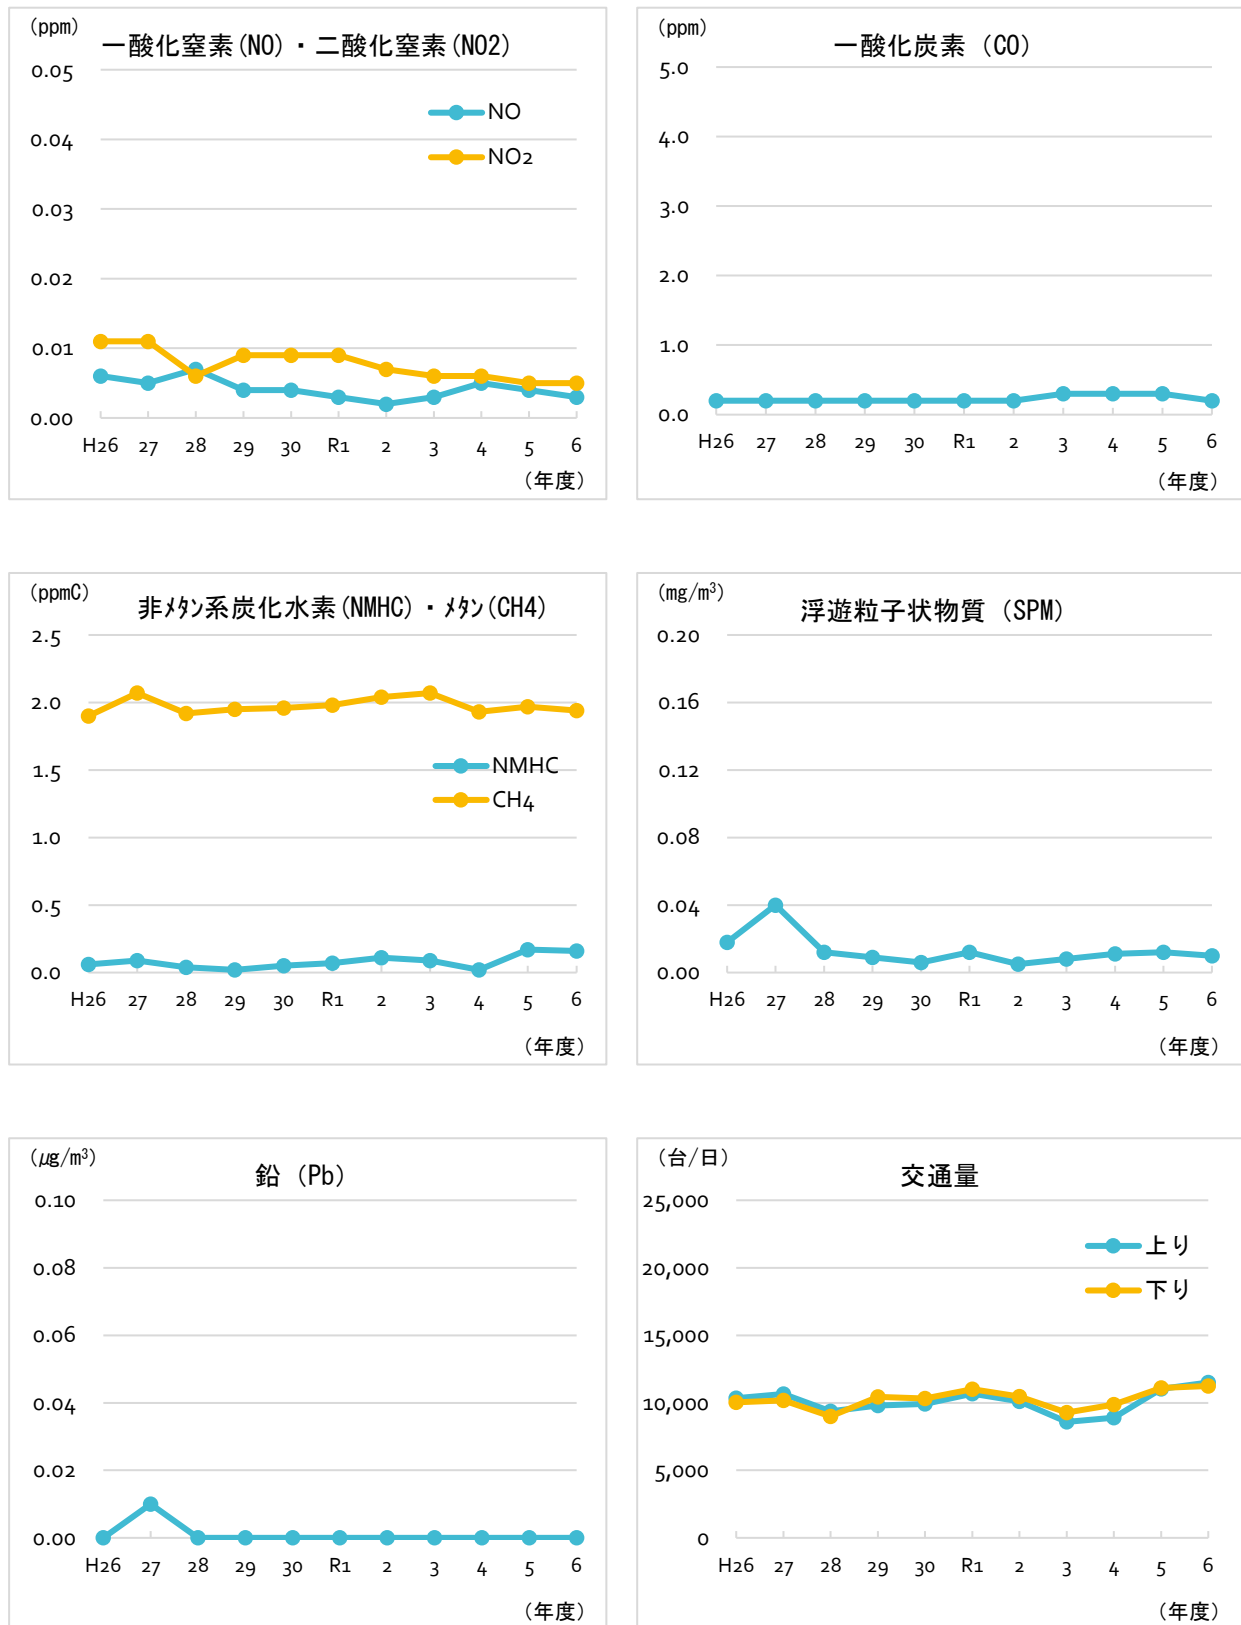 (ppm)
一酸化窒素(NO)・二酸化窒素(NO2)
0.05
0.04
0.03
0.02
0.01
0.00
NO
NO2
H26 27 28 29 30 R1 2 3 4 5 6
(年度)
(ppm)
一酸化炭素 (CO)
5.0
4.0
3.0
2.0
1.0
0.0
H26 27 28 29 30 R1 2 3 4 5 6
(年度)
(ppmC)
非ﾒﾀﾝ系炭化水素(NMHC)・ﾒﾀﾝ(CH4)
2.5
2.0
1.5
1.0
0.5
0.0
NMHC
CH4
H26 27 28 29 30 R1 2 3 4 5 6
(年度)
(mg/m³)
浮遊粒子状物質 (SPM)
0.20
0.16
0.12
0.08
0.04
0.00
H26 27 28 29 30 R1 2 3 4 5 6
(年度)
(μg/m³)
鉛 (Pb)
0.10
0.08
0.06
0.04
0.02
0.00
H26 27 28 29 30 R1 2 3 4 5 6
(年度)
(台/日)
交通量
25,000
20,000
15,000
10,000
5,000
0
上り
下り
H26 27 28 29 30 R1 2 3 4 5 6
(年度)